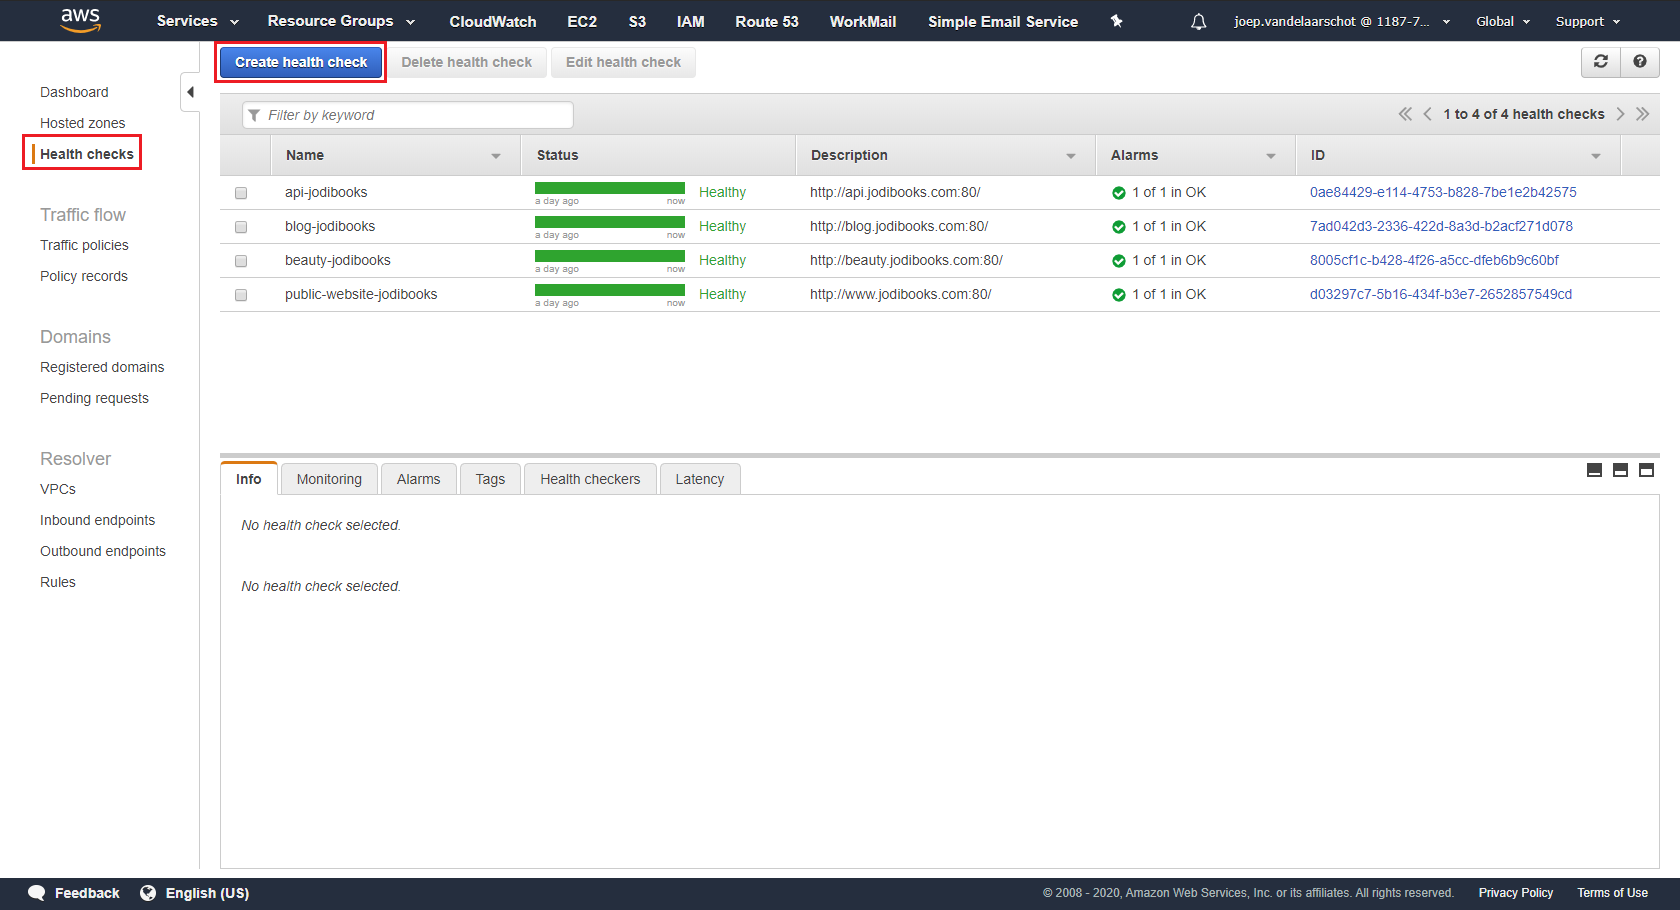 aws Services Resource Groups CloudWatch EC2 S3 IAM Route 53 WorkMail Simple Email Service joep.vandelaarschot @ 1187-7... Global Support
Create health check Delete health check Edit health check
Dashboard
Hosted zones
Health checks
Traffic flow
Traffic policies
Policy records
Domains
Registered domains
Pending requests
Resolver
VPCs
Inbound endpoints
Outbound endpoints
Rules
Filter by keyword 1 to 4 of 4 health checks
Name Status Description Alarms ID
api-jodibooks a day ago now Healthy http://api.jodibooks.com:80/ 1 of 1 in OK 0ae84429-e114-4753-b828-7be1e2b42575
blog-jodibooks a day ago now Healthy http://blog.jodibooks.com:80/ 1 of 1 in OK 7ad042d3-2336-422d-8a3d-b2acf271d078
beauty-jodibooks a day ago now Healthy http://beauty.jodibooks.com:80/ 1 of 1 in OK 8005cf1c-b428-4f26-a5cc-dfeb6b9c60bf
public-website-jodibooks a day ago now Healthy http://www.jodibooks.com:80/ 1 of 1 in OK d03297c7-5b16-434f-b3e7-2652857549cd
Info Monitoring Alarms Tags Health checkers Latency
No health check selected.
No health check selected.
Feedback English (US) © 2008 - 2020, Amazon Web Services, Inc. or its affiliates. All rights reserved. Privacy Policy Terms of Use